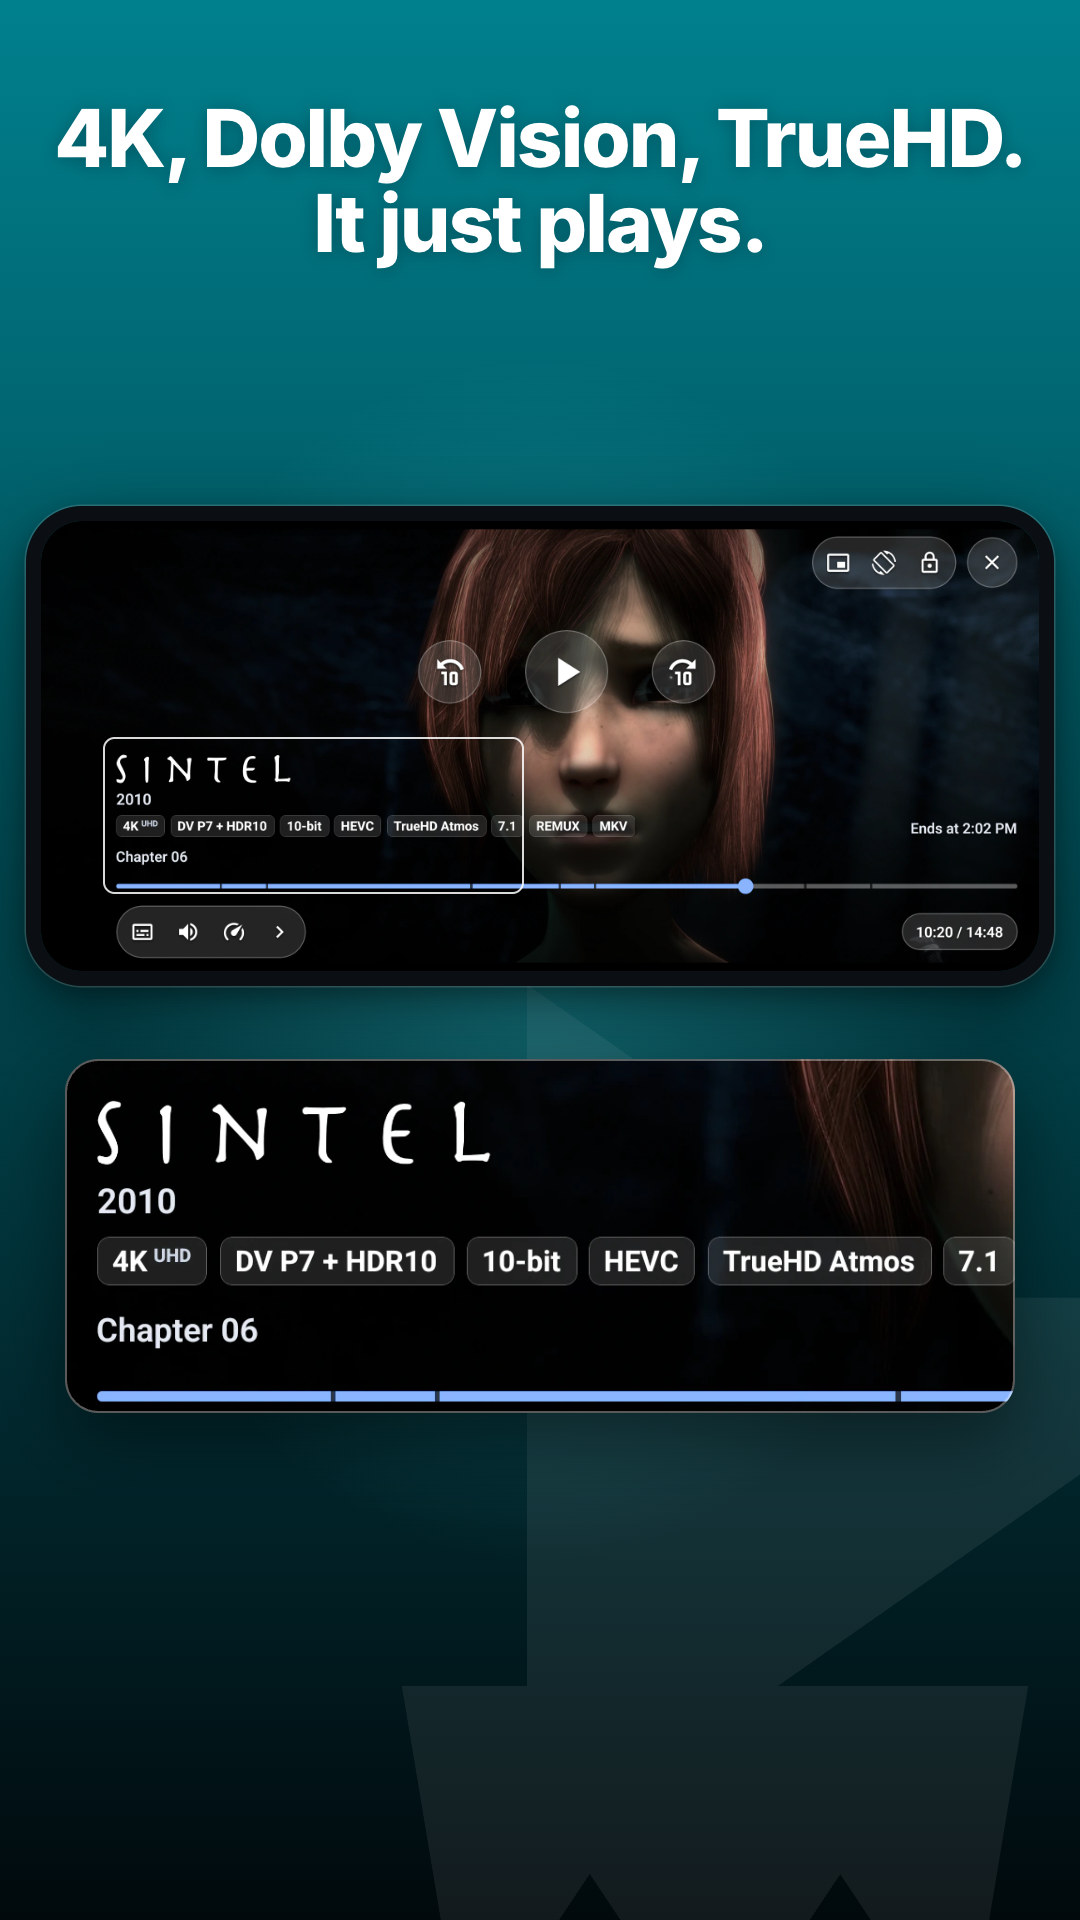 4K, Dolby Vision, TrueHD.
It just plays.
10
10
SINTEL
2010
4K UHD DV P7 + HDR10 10-bit HEVC TrueHD Atmos 7.1 REMUX MKV
Ends at 2:02 PM
Chapter 06
10:20 / 14:48
SINTEL
2010
4K UHD DV P7 + HDR10 10-bit HEVC TrueHD Atmos 7.1
Chapter 06